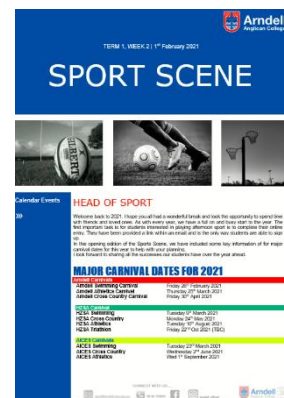 Arndell
Anglican College
TERM 1, WEEK 2 | 1st February 2021
SPORT SCENE
GILBERT
Calendar Events
HEAD OF SPORT
Welcome back to 2021. I hope you all had a wonderful break and took the opportunity to spend time
with friends and loved ones. As with every year, we have a full on and busy start to the year. The
first important task is for students interested in playing afternoon sport is to complete their online
entry. They have been provided a link within an email and is the only way students are able to sign
up.
In this opening edition of the Sports Scene, we have included some key information of for major
carnival dates for this year to help with your planning.
I look forward to sharing all the successes our students have over the year ahead.
MAJOR CARNIVAL DATES FOR 2021
Arndell Carnivals
Arndell Swimming Carnival Friday 26th February 2021
Arndell Athletics Carnival Thursday 25th March 2021
Arndell Cross Country Carnival Friday 30th April 2021
HZSA Carnival
HZSA Swimming Tuesday 9th March 2021
HZSA Cross Country Monday 24th May 2021
HZSA Athletics Tuesday 10th August 2021
HZSA Triathlon Friday 22nd Oct 2021 (TBC)
AICES Carnivals
AICES Swimming Tuesday 23rd March 2021
AICES Cross Country Wednesday 2nd June 2021
AICES Athletics Wed 1st September 2021
CONNECT WITH US...
Arndell